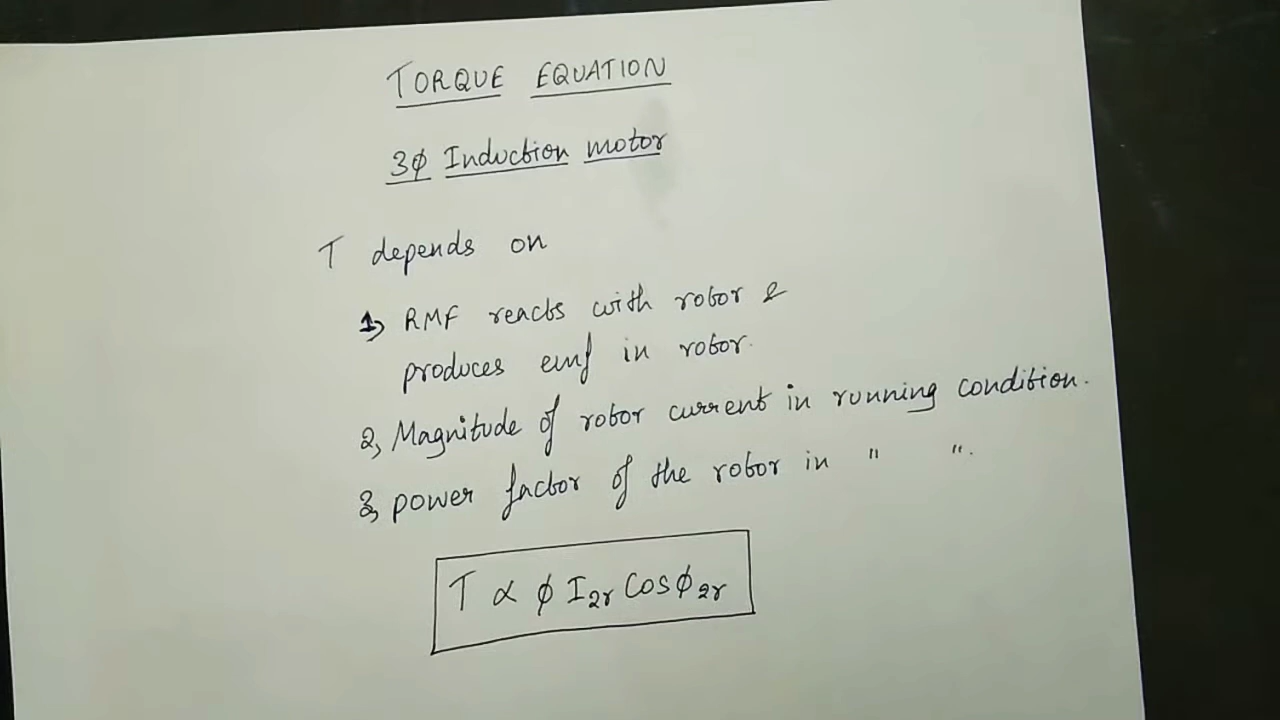 TORQUE EQUATION
3ϕ Induction motor
T depends on
1) RMF reacts with rotor &
produces emf in rotor.
2, Magnitude of rotor current in running condition.
3, power factor of the rotor in " ".
T ∝ ϕ I₂ᵣ Cosϕ₂ᵣ